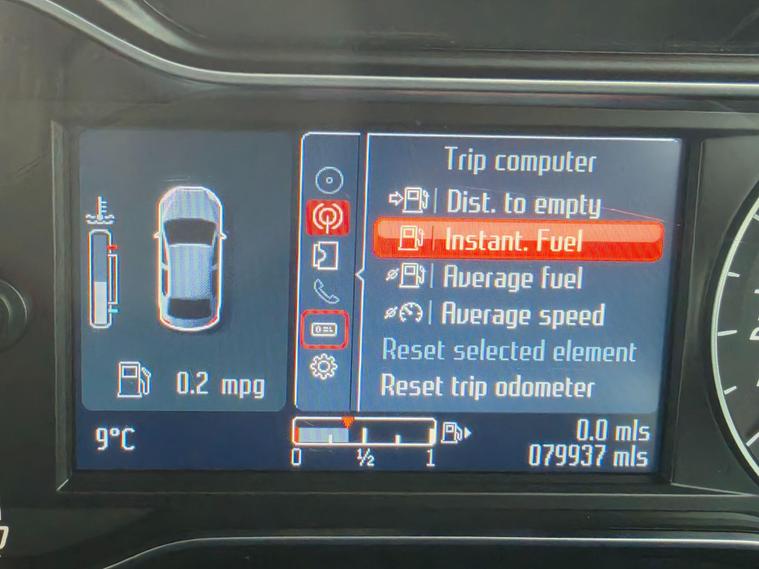 Trip computer
Dist. to empty
Instant. Fuel
Average fuel
Average speed
Reset selected element
Reset trip odometer
0.2 mpg
9°C
0 ½ 1
0.0 mls
079937 mls